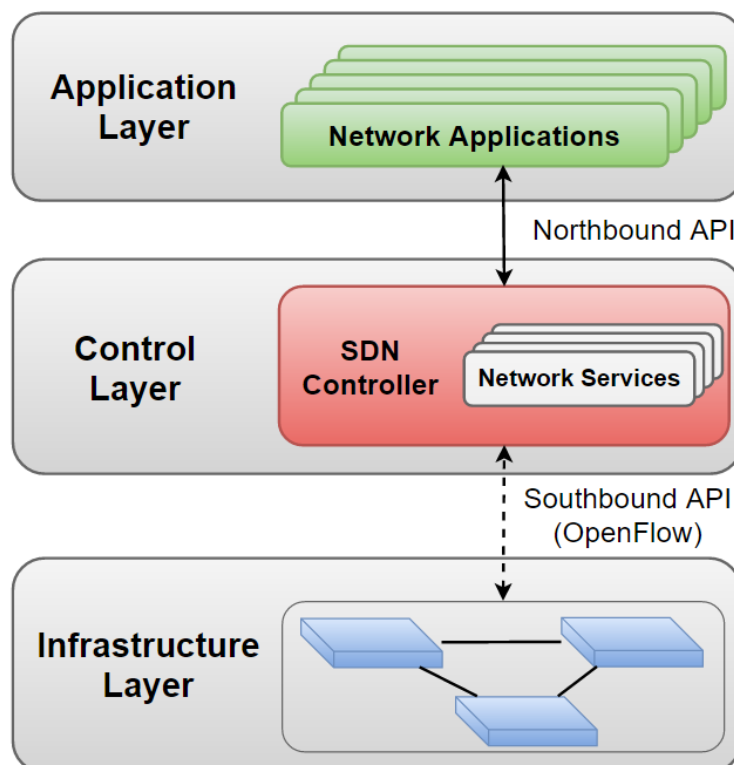 Application
Layer
Network Applications
Northbound API
Control
Layer
SDN
Controller
Network Services
Southbound API
(OpenFlow)
Infrastructure
Layer